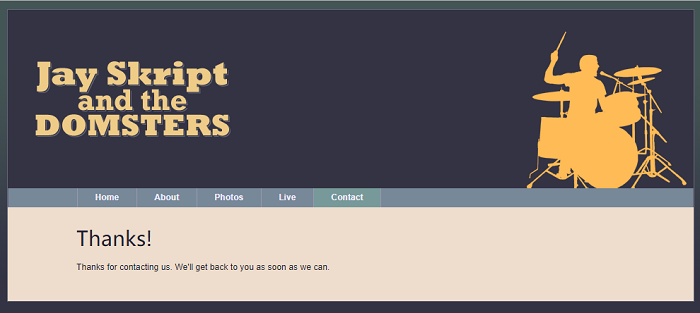 Jay Skript
and the
DOMSTERS
Home About Photos Live Contact
Thanks!
Thanks for contacting us. We'll get back to you as soon as we can.